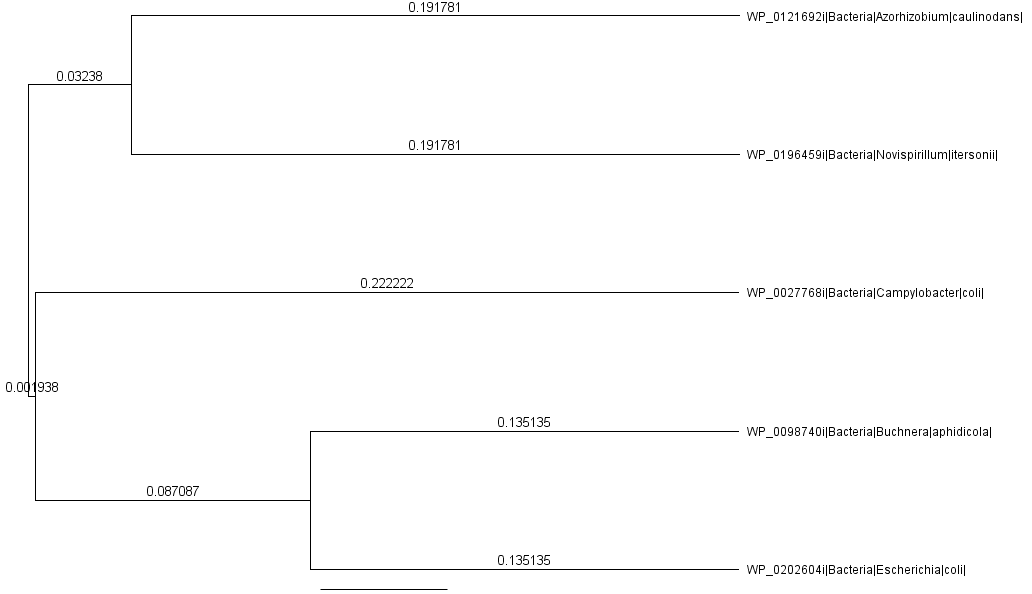 0.191781
WP_0121692i|Bacteria|Azorhizobium|caulinodans|
0.03238
0.191781
WP_0196459i|Bacteria|Novispirillum|itersonii|
0.222222
WP_0027768i|Bacteria|Campylobacter|coli|
0.001938
0.135135
WP_0098740i|Bacteria|Buchnera|aphidicola|
0.087087
0.135135
WP_0202604i|Bacteria|Escherichia|coli|